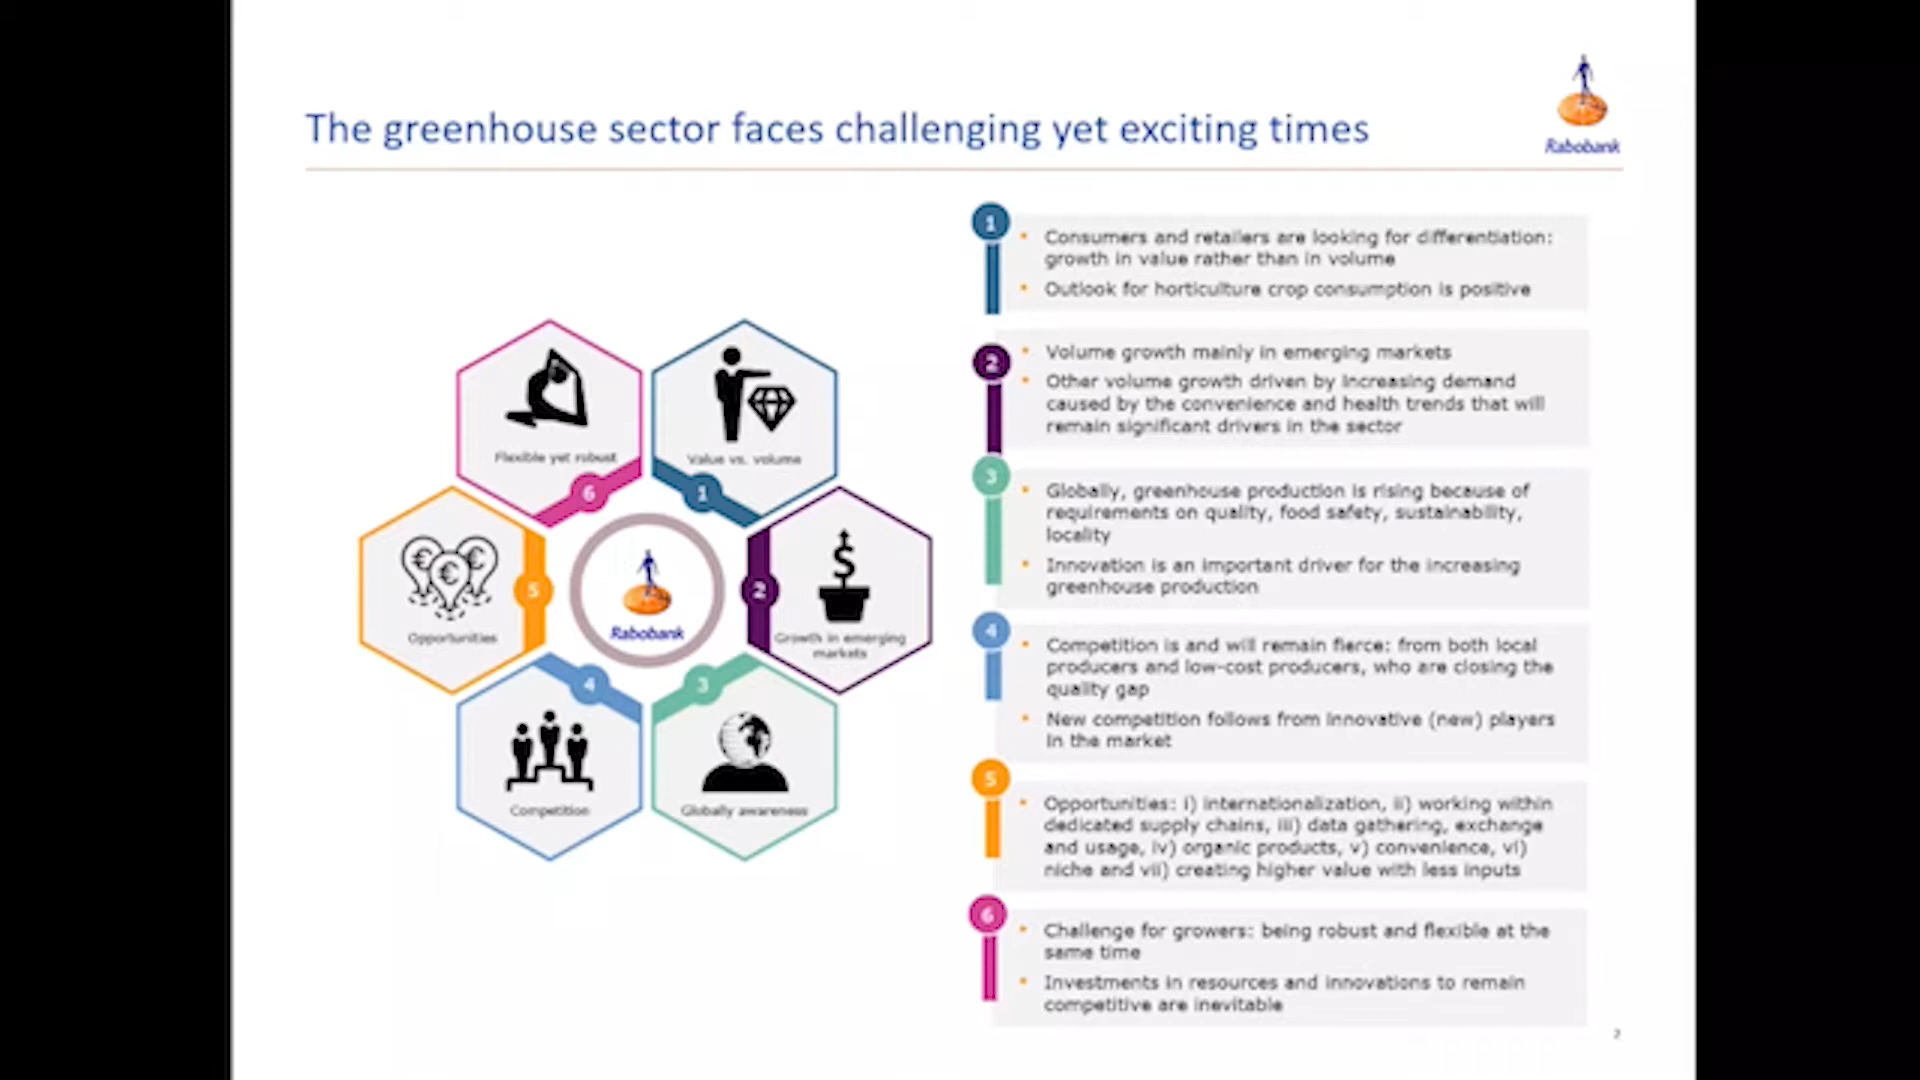 The greenhouse sector faces challenging yet exciting times
Rabobank
Flexible yet robust
6
Value vs. volume
1
Opportunities
5
Rabobank
2
Growth in emerging
markets
4
Competition
3
Globally awareness
1
• Consumers and retailers are looking for differentiation:
growth in value rather than in volume
• Outlook for horticulture crop consumption is positive
2
• Volume growth mainly in emerging markets
• Other volume growth driven by increasing demand
caused by the convenience and health trends that will
remain significant drivers in the sector
3
• Globally, greenhouse production is rising because of
requirements on quality, food safety, sustainability,
locality
• Innovation is an important driver for the increasing
greenhouse production
4
• Competition is and will remain fierce: from both local
producers and low-cost producers, who are closing the
quality gap
• New competition follows from innovative (new) players
in the market
5
• Opportunities: i) internationalization, ii) working within
dedicated supply chains, iii) data gathering, exchange
and usage, iv) organic products, v) convenience, vi)
niche and vii) creating higher value with less inputs
6
• Challenge for growers: being robust and flexible at the
same time
• Investments in resources and innovations to remain
competitive are inevitable
2